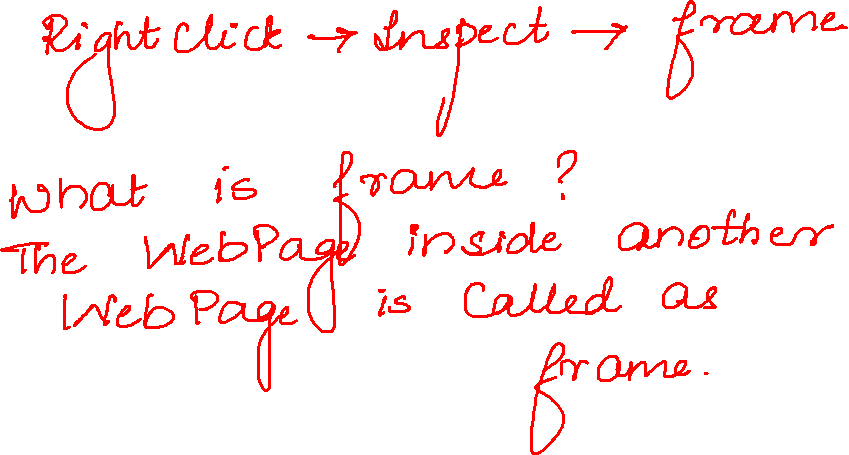 Right Click → Inspect → frame
What is frame ?
The WebPage inside another
WebPage is Called as
frame.